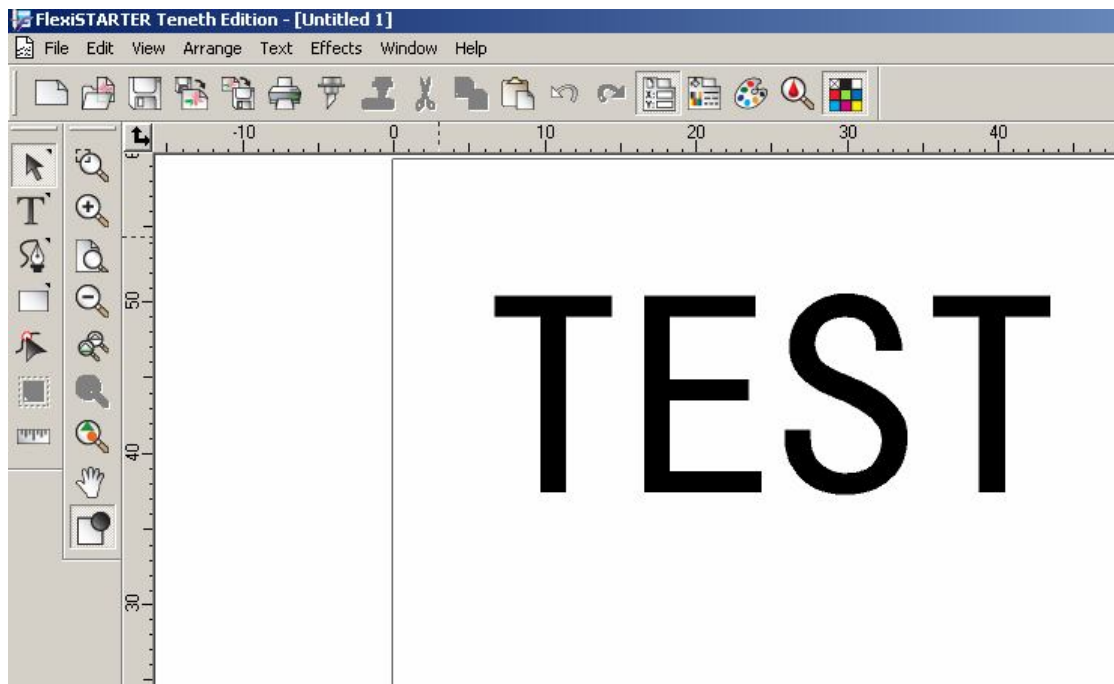 FlexiSTARTER Teneth Edition - [Untitled 1]
File Edit View Arrange Text Effects Window Help
X:
Y:
-10 0 10 20 30 40
50
40
30
TEST